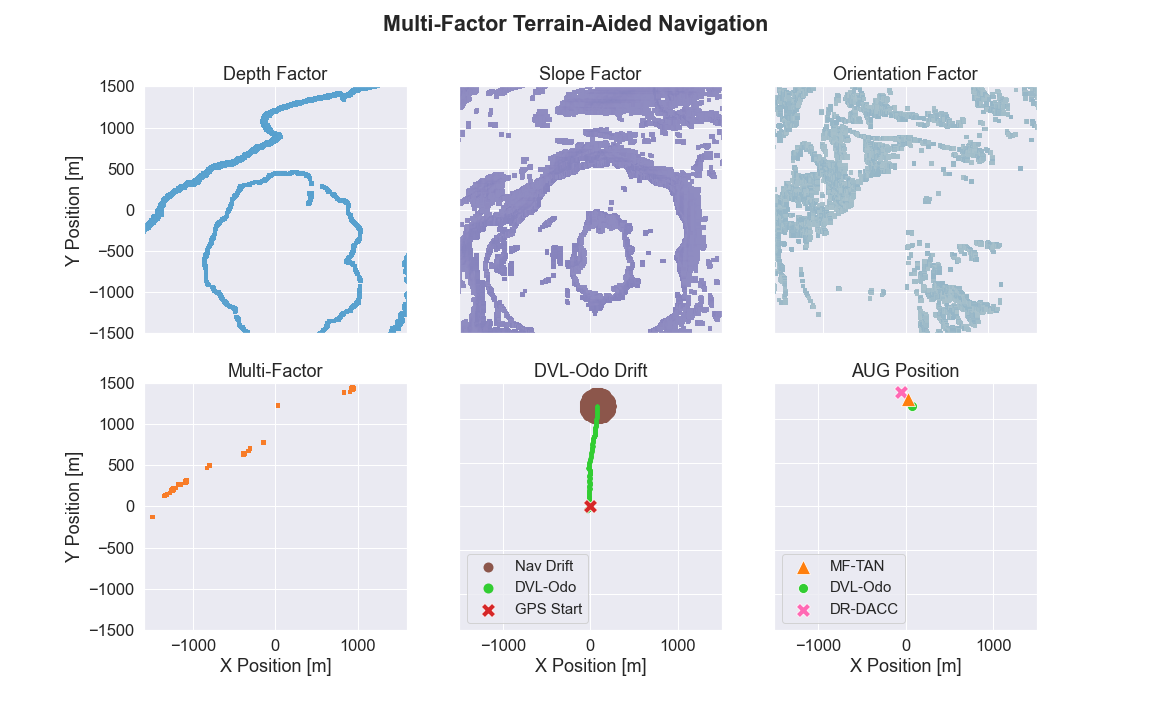 Multi-Factor Terrain-Aided Navigation
Depth Factor
Slope Factor
Orientation Factor
1500
1000
500
0
−500
−1000
−1500
Y Position [m]
Multi-Factor
DVL-Odo Drift
AUG Position
1500
1000
500
0
−500
−1000
−1500
Y Position [m]
Nav Drift
DVL-Odo
GPS Start
MF-TAN
DVL-Odo
DR-DACC
−1000 0 1000
−1000 0 1000
−1000 0 1000
X Position [m]
X Position [m]
X Position [m]